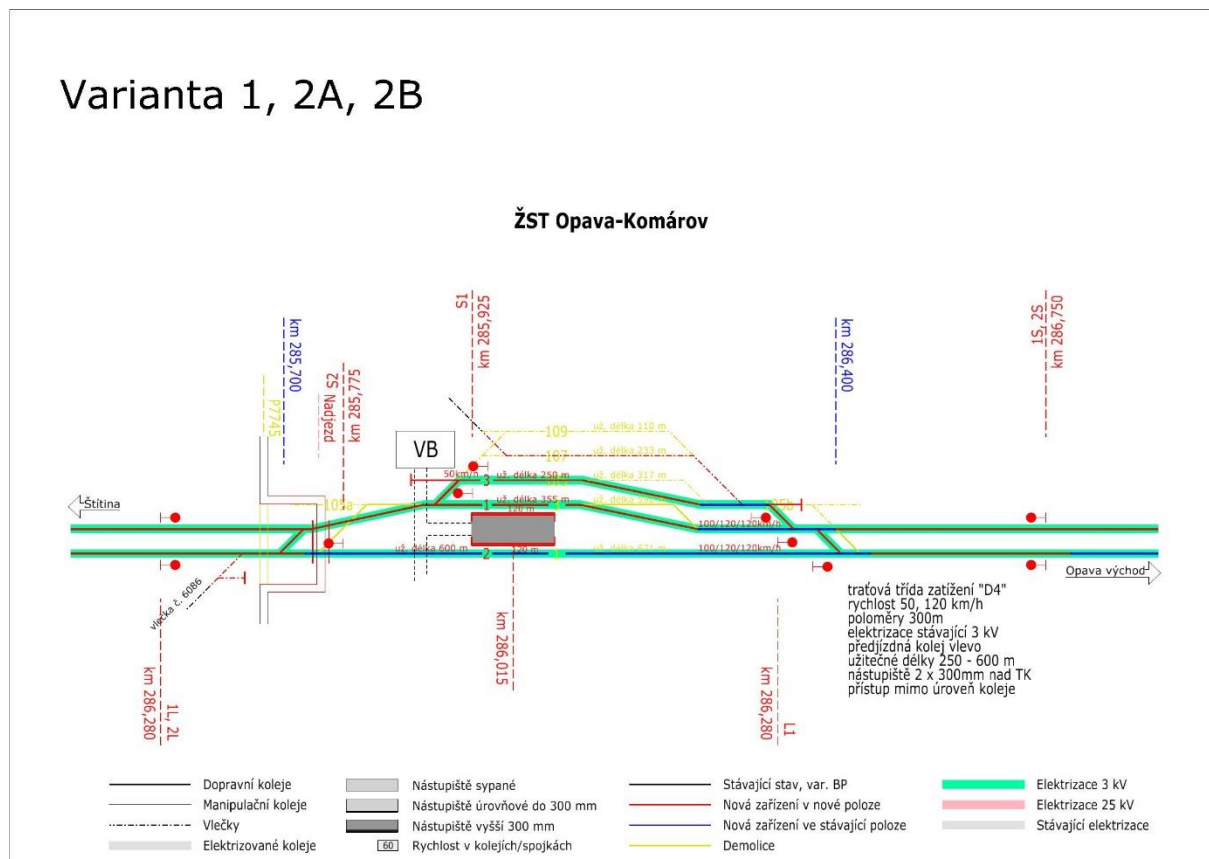 Varianta 1, 2A, 2B
ŽST Opava-Komárov
S1
km 285,925
1S, 2S
km 286,750
km 285,700
km 286,400
P7745
Nadjezd
S2
km 285,775
VB
109
už. délka 110 m
107
už. délka 233 m
50km/h
3
už. délka 250 m
už. délka 317 m
105a
1
už. délka 355 m
120 m
100/120/120km/h
Štítina
2
už. délka 600 m
120 m
100/120/120km/h
Opava východ
vlečka č. 6086
km 286,015
km 286,280
1L, 2L
km 286,280
L1
traťová třída zatížení "D4"
rychlost 50, 120 km/h
poloměry 300m
elektrizace stávající 3 kV
předjízdná kolej vlevo
užitečné délky 250 - 600 m
nástupiště 2 x 300mm nad TK
přístup mimo úroveň koleje
Dopravní koleje
Manipulační koleje
Vlečky
Elektrizované koleje
Nástupiště sypané
Nástupiště úrovňové do 300 mm
Nástupiště vyšší 300 mm
60
Rychlost v kolejích/spojkách
Stávající stav, var. BP
Nová zařízení v nové poloze
Nová zařízení ve stávající poloze
Demolice
Elektrizace 3 kV
Elektrizace 25 kV
Stávající elektrizace